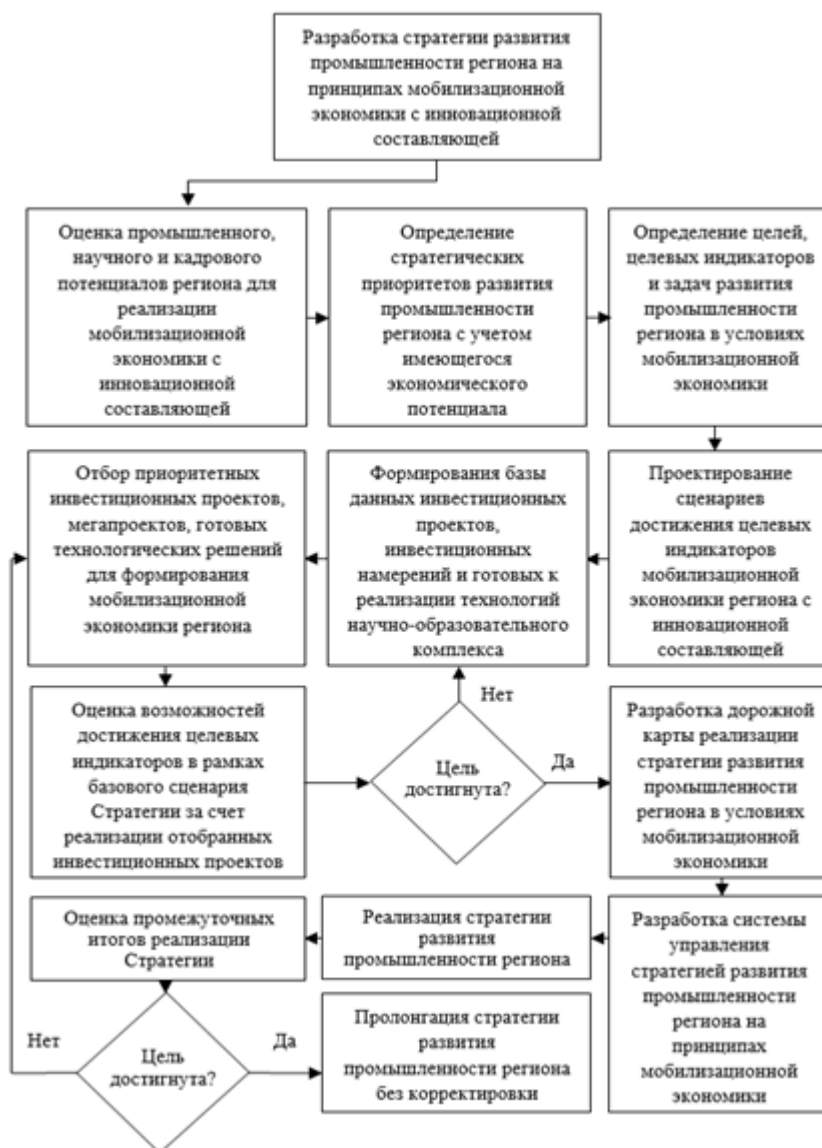 Разработка стратегии развития
промышленности региона на
принципах мобилизационной
экономики с инновационной
составляющей
Оценка промышленного,
научного и кадрового
потенциалов региона для
реализации
мобилизационной
экономики с
инновационной
составляющей
Определение
стратегических
приоритетов развития
промышленности
региона с учетом
имеющегося
экономического
потенциала
Определение целей,
целевых индикаторов
и задач развития
промышленности
региона в условиях
мобилизационной
экономики
Отбор приоритетных
инвестиционных проектов,
мегапроектов, готовых
технологических решений
для формирования
мобилизационной
экономики региона
Формирования базы
данных инвестиционных
проектов,
инвестиционных
намерений и готовых к
реализации технологий
научно-образовательного
комплекса
Проектирование
сценариев
достижения целевых
индикаторов
мобилизационной
экономики региона с
инновационной
составляющей
Оценка возможностей
достижения целевых
индикаторов в рамках
базового сценария
Стратегии за счет
реализации отобранных
инвестиционных проектов
Нет
Цель
достигнута?
Да
Разработка дорожной
карты реализации
стратегии развития
промышленности
региона в условиях
мобилизационной
экономики
Оценка промежуточных
итогов реализации
Стратегии
Реализация стратегии
развития
промышленности региона
Разработка системы
управления
стратегией развития
промышленности
региона на
принципах
мобилизационной
экономики
Нет
Цель
достигнута?
Да
Пролонгация стратегии
развития
промышленности региона
без корректировки